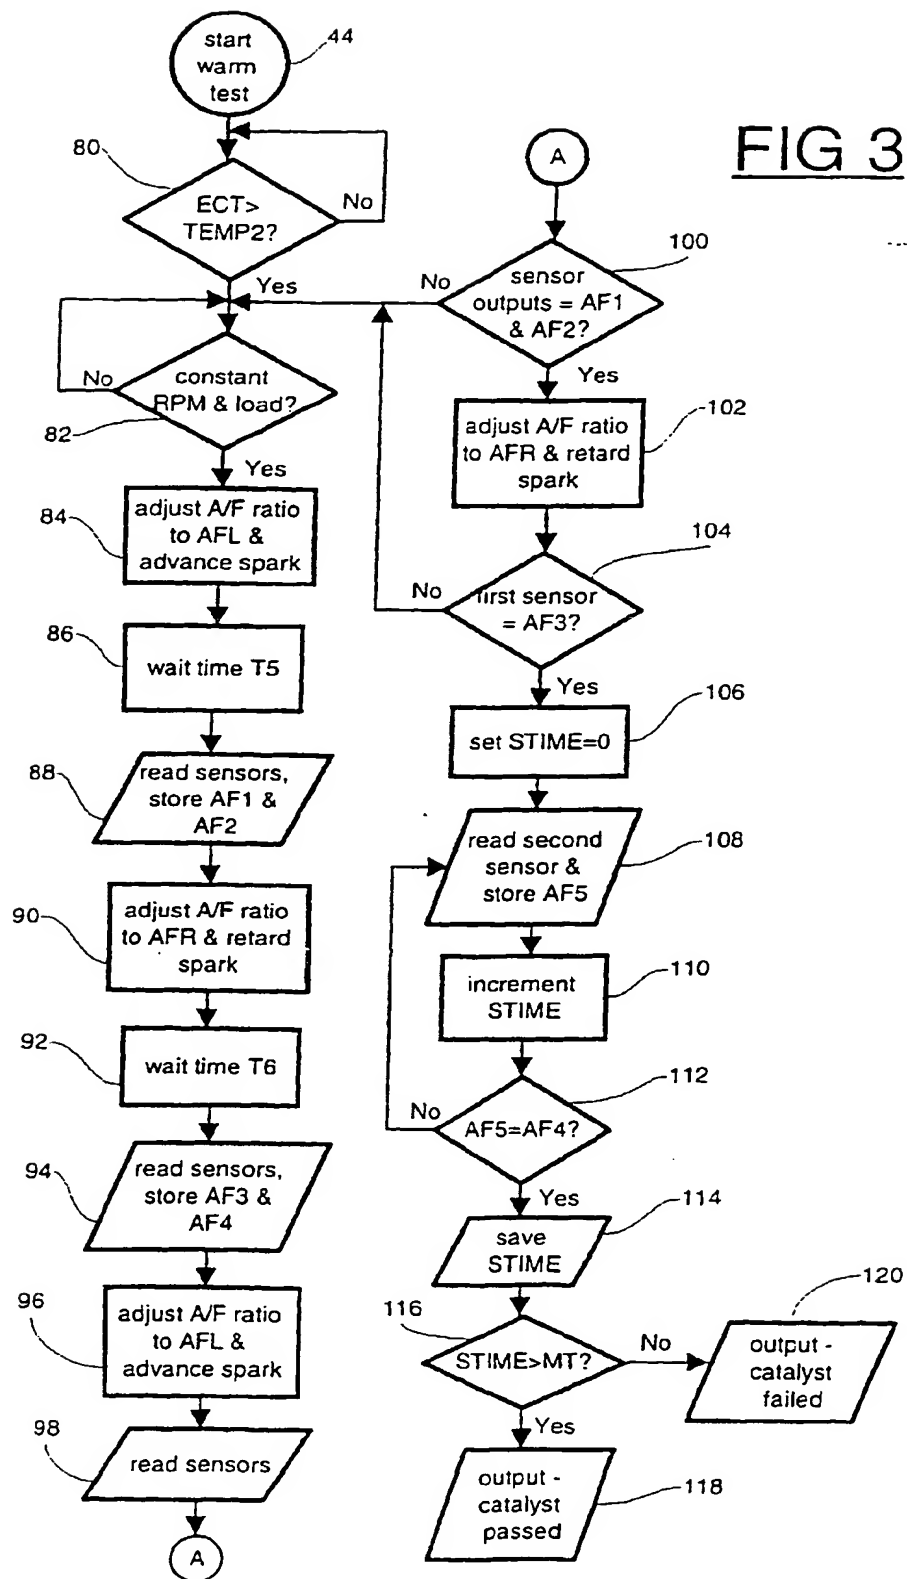 FIG 3
start
warm
test
44
80
ECT>
TEMP2?
No
Yes
constant
RPM & load?
No
82
Yes
84
adjust A/F ratio
to AFL &
advance spark
86
wait time T5
88
read sensors,
store AF1 &
AF2
90
adjust A/F ratio
to AFR & retard
spark
92
wait time T6
94
read sensors,
store AF3 &
AF4
96
adjust A/F ratio
to AFL &
advance spark
98
read sensors
A
A
100
No
sensor
outputs = AF1
& AF2?
Yes
102
adjust A/F ratio
to AFR & retard
spark
104
No
first sensor
= AF3?
Yes
106
set STIME=0
108
read second
sensor &
store AF5
110
increment
STIME
112
No
AF5=AF4?
Yes
114
save
STIME
116
STIME>MT?
No
120
output -
catalyst
failed
Yes
118
output -
catalyst
passed